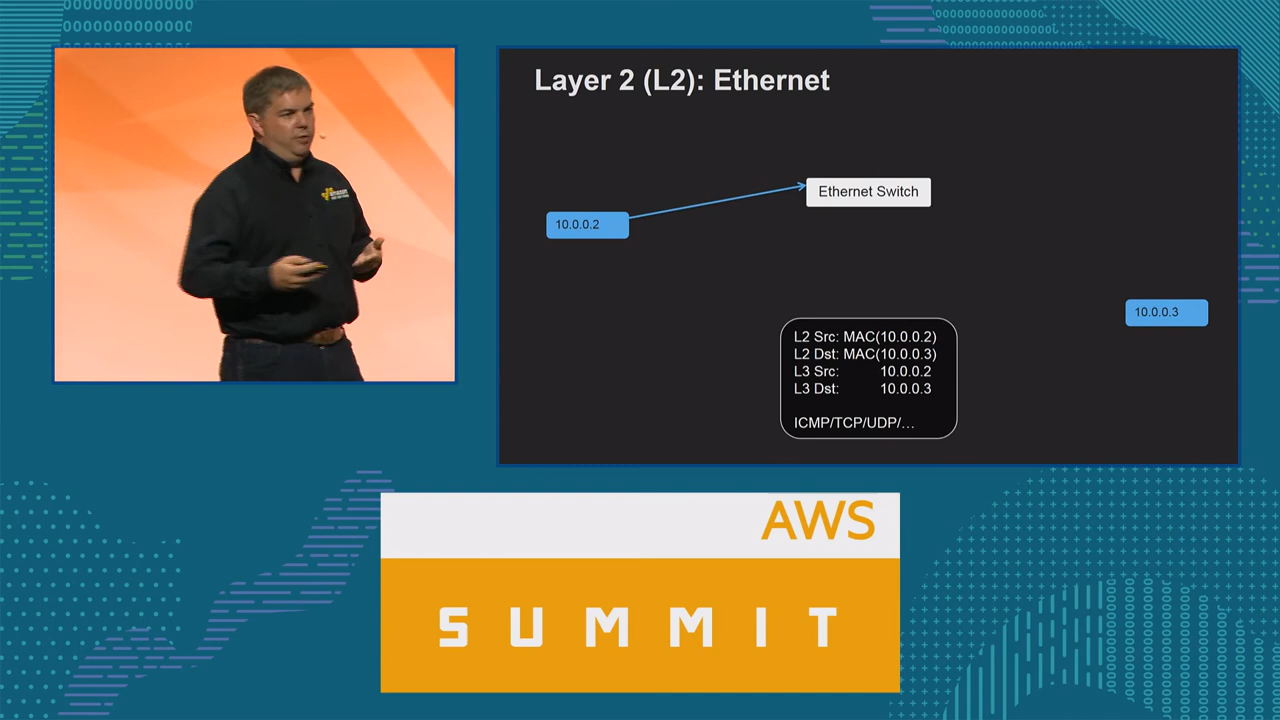 Layer 2 (L2): Ethernet
Ethernet Switch
10.0.0.2
10.0.0.3
L2 Src: MAC(10.0.0.2)
L2 Dst: MAC(10.0.0.3)
L3 Src: 10.0.0.2
L3 Dst: 10.0.0.3
ICMP/TCP/UDP/…
amazon
AWS
SUMMIT